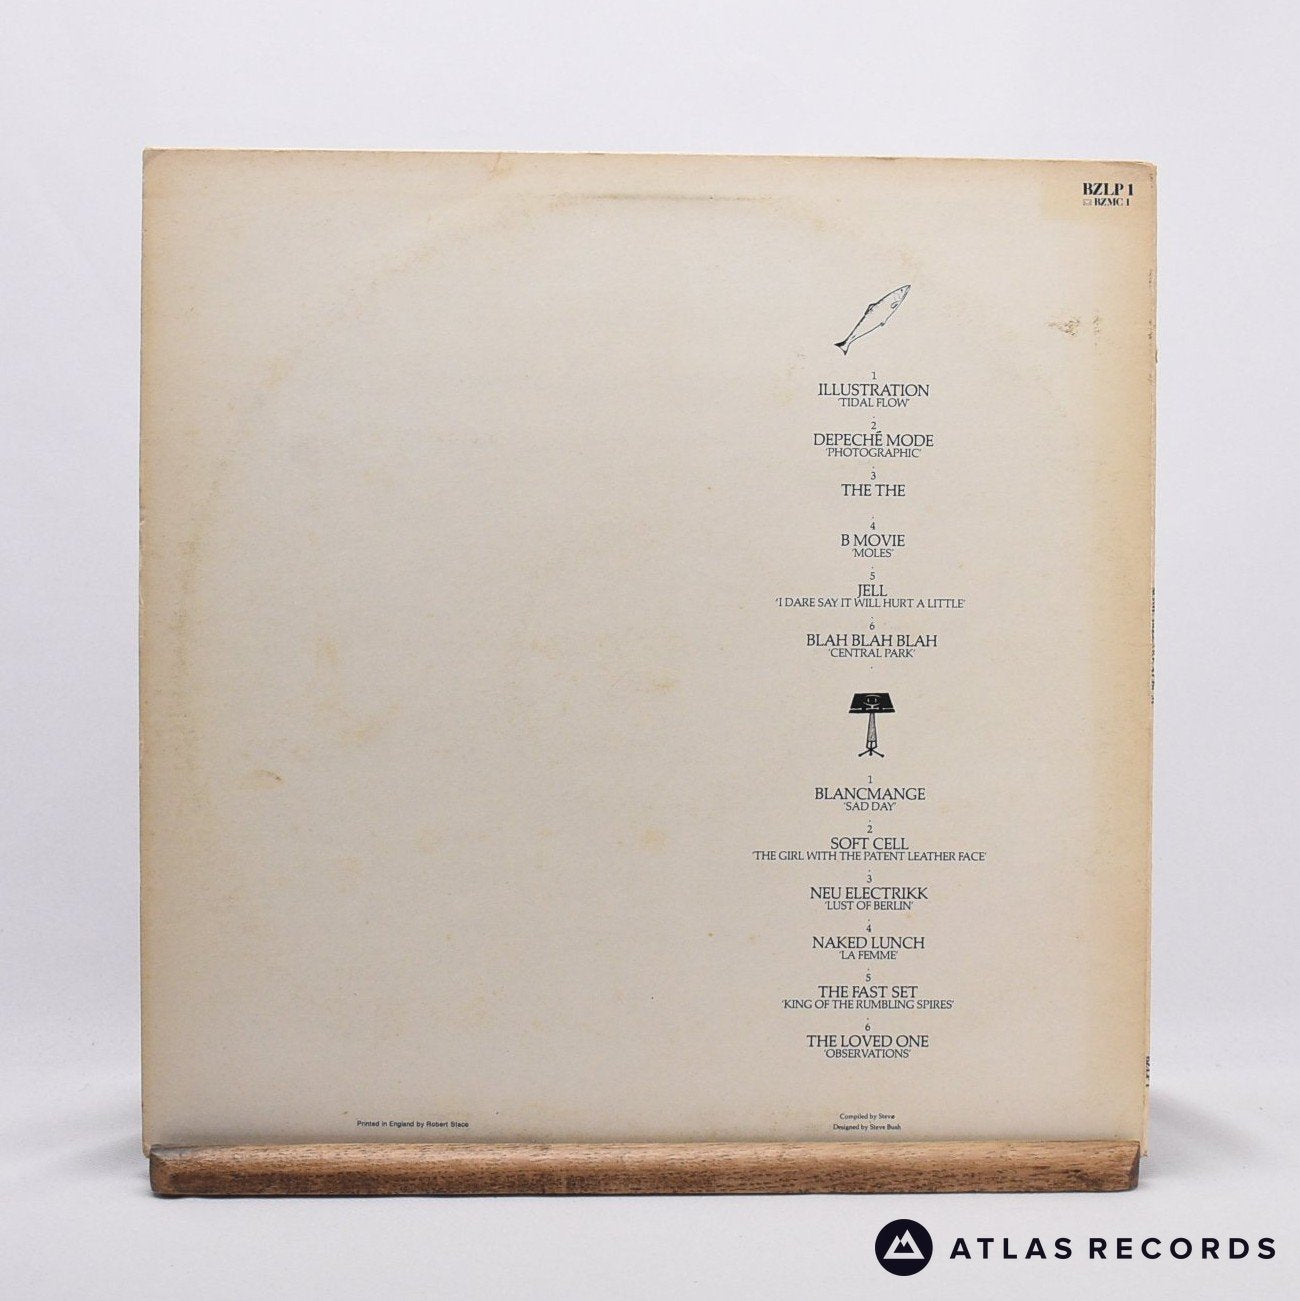 BZLP 1
BZMC 1
1
ILLUSTRATION
'TIDAL FLOW'
2
DEPECHÉ MODE
'PHOTOGRAPHIC'
3
THE THE
4
B MOVIE
'MOLES'
5
JELL
'I DARE SAY IT WILL HURT A LITTLE'
6
BLAH BLAH BLAH
'CENTRAL PARK'
1
BLANCMANGE
'SAD DAY'
2
SOFT CELL
'THE GIRL WITH THE PATENT LEATHER FACE'
3
NEU ELECTRIKK
'LUST OF BERLIN'
4
NAKED LUNCH
'LA FEMME'
5
THE FAST SET
'KING OF THE RUMBLING SPIRES'
6
THE LOVED ONE
'OBSERVATIONS'
Compiled by Stevø
Designed by Steve Bush
Printed in England by Robert Stace
ATLAS RECORDS